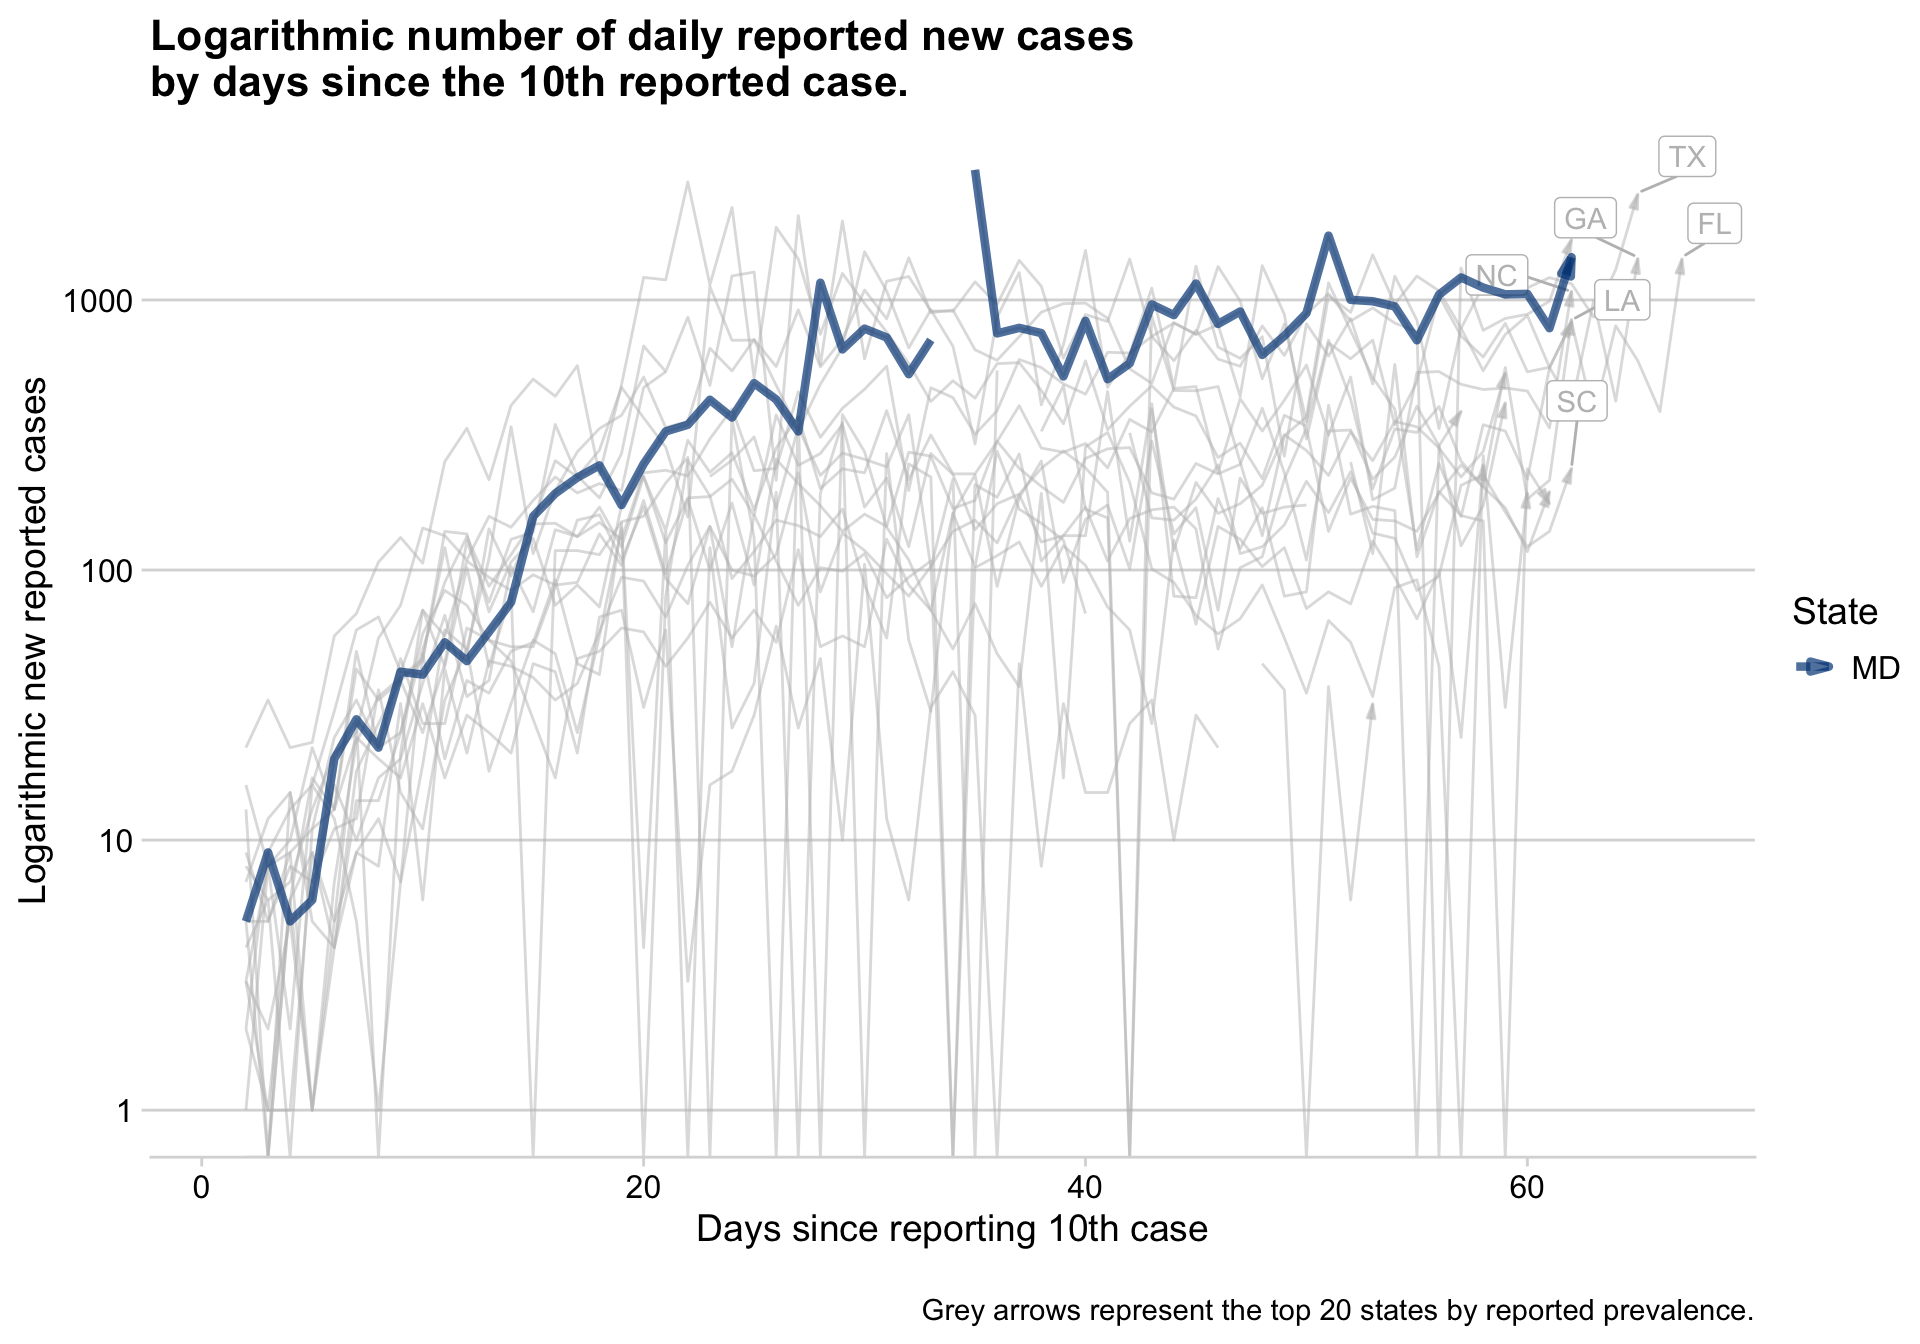 Logarithmic number of daily reported new cases
by days since the 10th reported case.
TX
GA
FL
NC
LA
SC
1000
100
10
1
Logarithmic new reported cases
0
20
40
60
Days since reporting 10th case
State
MD
Grey arrows represent the top 20 states by reported prevalence.